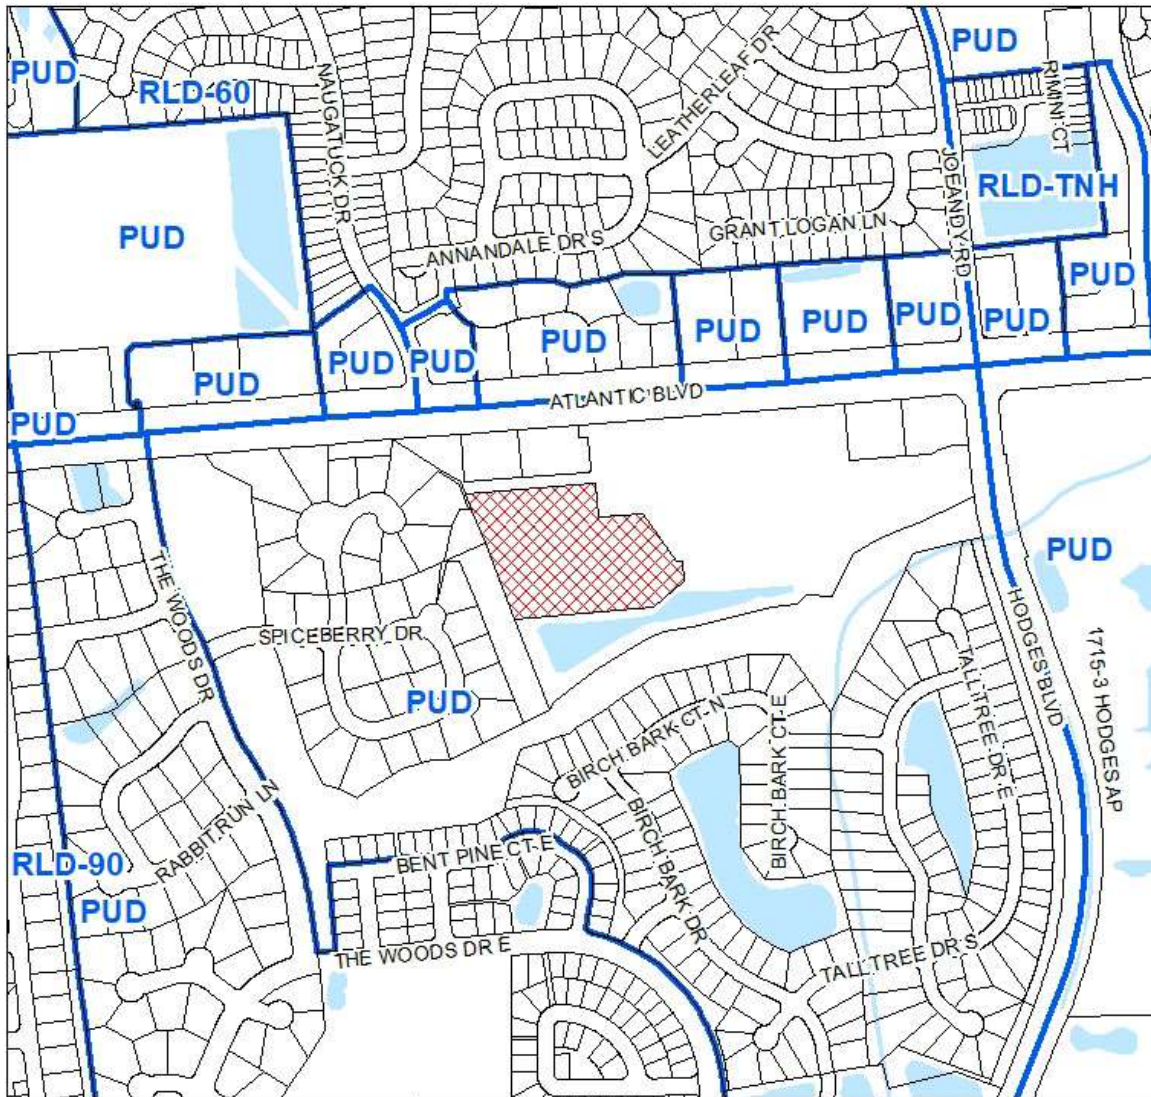 PUD
PUD
RLD-60
NAUGATUCK DR
LEATHERLEAF DR
RIMINI CT
JOEANDY RD
RLD-TNH
PUD
GRANT LOGAN LN
ANNANDALE DR S
PUD
PUD
PUD
PUD
PUD
PUD
PUD
PUD
PUD
ATLANTIC BLVD
PUD
PUD
THE WOODS DR
SPICEBERRY DR
HODGES BLVD
1715-3 HODGES AP
TALL TREE DR E
PUD
BIRCH BARK CT N
BIRCH BARK CT E
RABBIT RUN LN
BIRCH BARK DR
BENT PINE CT E
RLD-90
PUD
THE WOODS DR E
TALL TREE DR S